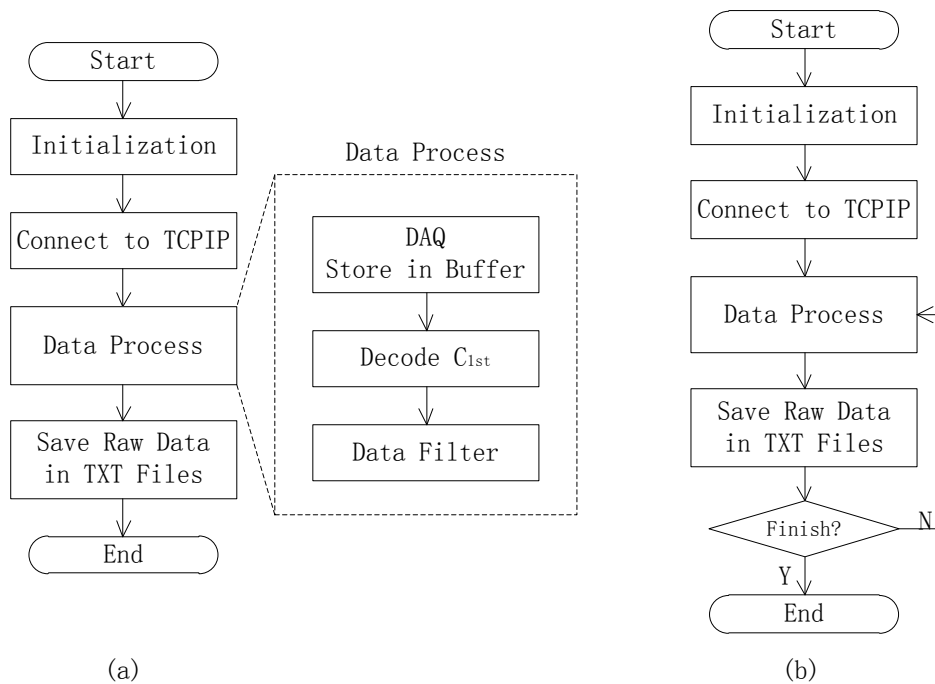 Start
Initialization
Connect to TCPIP
Data Process
Save Raw Data
in TXT Files
End
(a)
Data Process
DAQ
Store in Buffer
Decode C1st
Data Filter
Start
Initialization
Connect to TCPIP
Data Process
Save Raw Data
in TXT Files
Finish?
N
Y
End
(b)